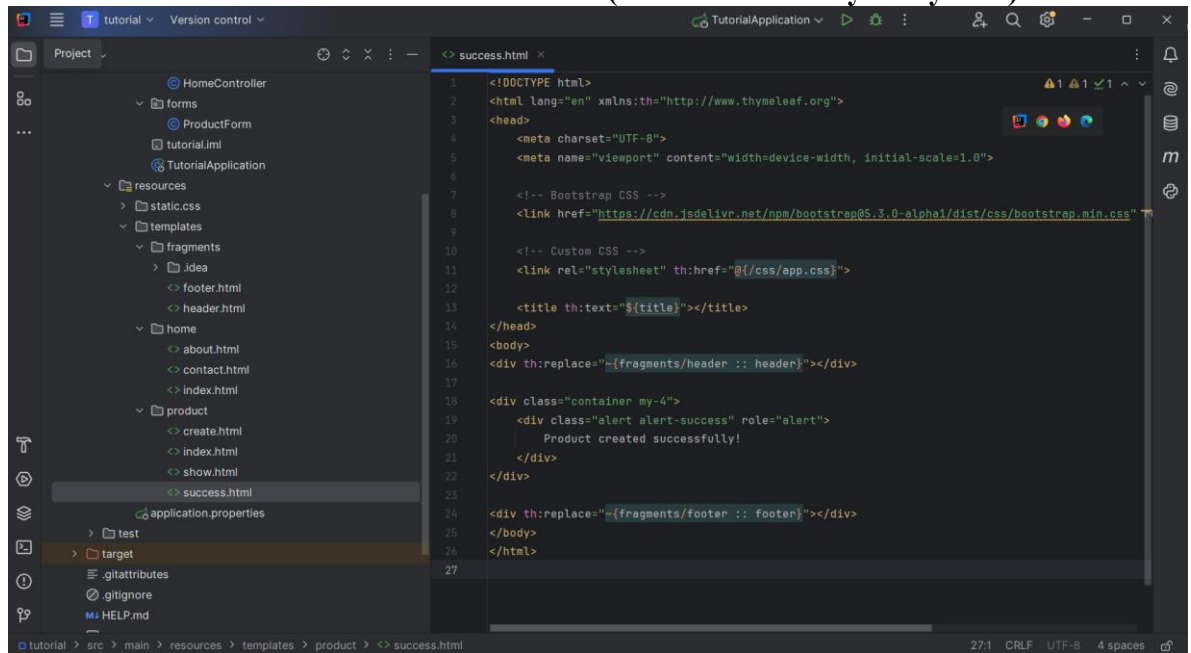 T tutorial Version control TutorialApplication
Project
HomeController
forms
ProductForm
tutorial.iml
TutorialApplication
resources
static.css
templates
fragments
.idea
footer.html
header.html
home
about.html
contact.html
index.html
product
create.html
index.html
show.html
success.html
application.properties
test
target
.gitattributes
.gitignore
M↓ HELP.md
<> success.html ×
1 1 1
1 <!DOCTYPE html>
2 <html lang="en" xmlns:th="http://www.thymeleaf.org">
3 <head>
4 <meta charset="UTF-8">
5 <meta name="viewport" content="width=device-width, initial-scale=1.0">
6
7 <!-- Bootstrap CSS -->
8 <link href="https://cdn.jsdelivr.net/npm/bootstrap@5.3.0-alpha1/dist/css/bootstrap.min.css"
9
10 <!-- Custom CSS -->
11 <link rel="stylesheet" th:href="@{/css/app.css}">
12
13 <title th:text="${title}"></title>
14 </head>
15 <body>
16 <div th:replace="~{fragments/header :: header}"></div>
17
18 <div class="container my-4">
19 <div class="alert alert-success" role="alert">
20 Product created successfully!
21 </div>
22 </div>
23
24 <div th:replace="~{fragments/footer :: footer}"></div>
25 </body>
26 </html>
27
m
tutorial > src > main > resources > templates > product > <> success.html 27:1 CRLF UTF-8 4 spaces